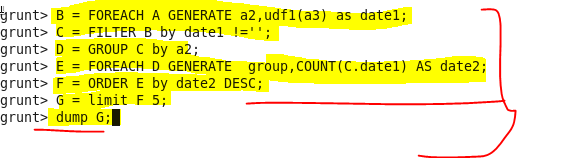 grunt> B = FOREACH A GENERATE a2,udf1(a3) as date1;
grunt> C = FILTER B by date1 !='';
grunt> D = GROUP C by a2;
grunt> E = FOREACH D GENERATE  group,COUNT(C.date1) AS date2;
grunt> F = ORDER E by date2 DESC;
grunt> G = limit F 5;
grunt> dump G;